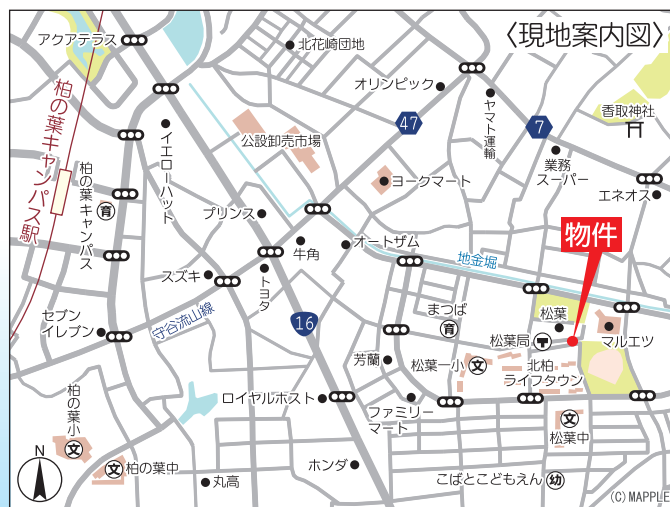 〈現地案内図〉
アクアテラス
北花崎団地
オリンピック
ヤマト運輸
香取神社
47
7
柏の葉キャンパス駅
イエローハット
公設卸売市場
業務
スーパー
エネオス
ヨークマート
柏の葉キャンパス
育
プリンス
牛角
オートザム
地金堀
物件
スズキ
トヨタ
セブン
イレブン
守谷流山線
16
まつば
育
松葉
松葉局
マルエツ
芳蘭
松葉一小
文
北柏
ライフタウン
柏の葉小
文
ロイヤルホスト
ファミリー
マート
文
松葉中
文
柏の葉中
丸高
ホンダ
こばとこどもえん
幼
N
(C) MAPPLE